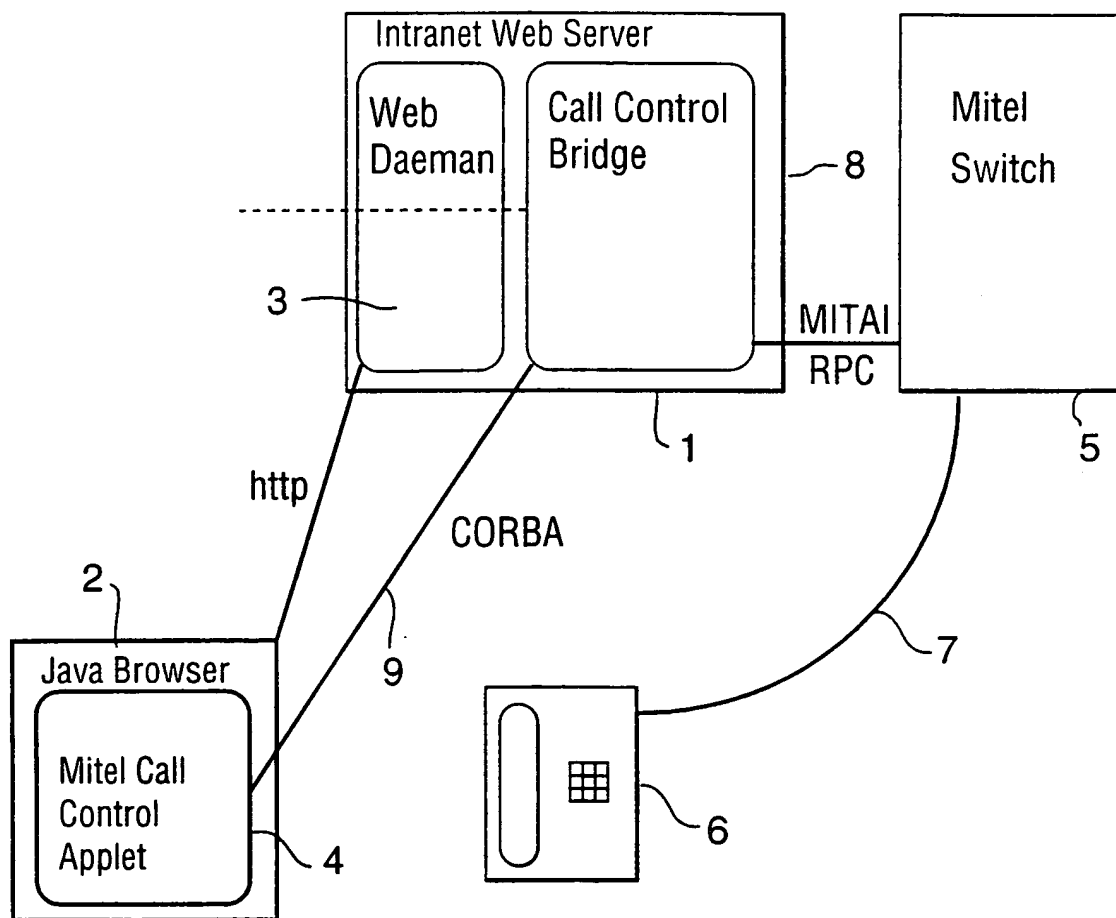 Intranet Web Server
Web
Daeman
Call Control
Bridge
Mitel
Switch
8
3
MITAI
RPC
1
5
http
CORBA
2
9
7
Java Browser
Mitel Call
Control
Applet
4
6